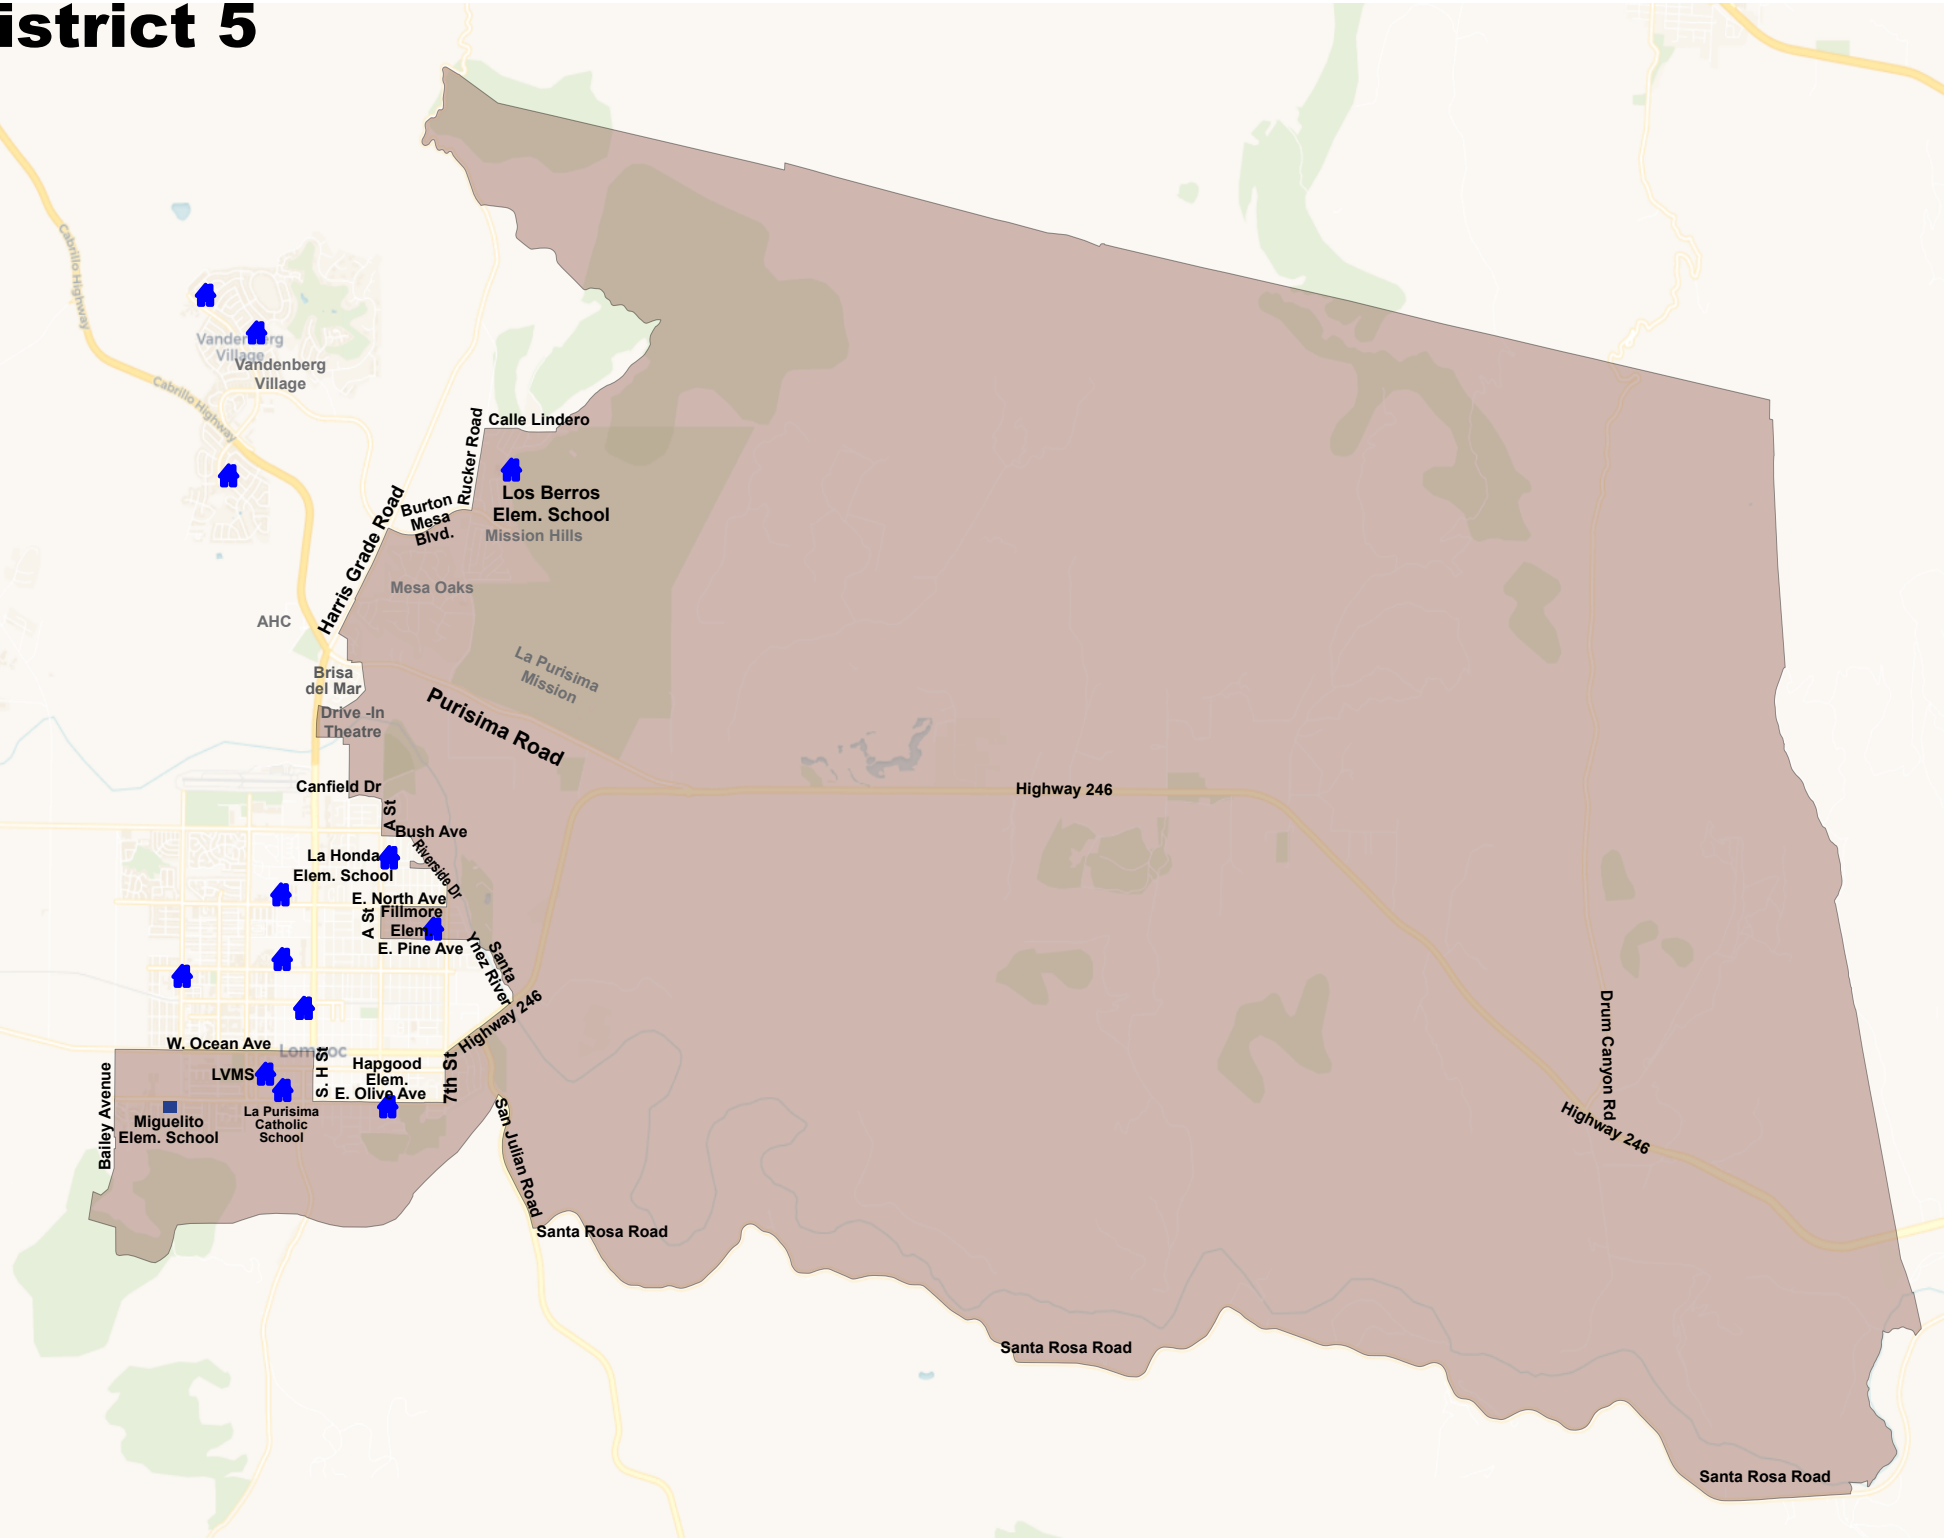 istrict 5
Cabrillo Highway
Vandenberg
Village
Vandenberg
Village
Cabrillo Highway
Calle Lindero
Rucker Road
Los Berros
Elem. School
Mission Hills
Burton
Mesa
Blvd.
Harris Grade Road
Mesa Oaks
AHC
La Purisima
Mission
Brisa
del Mar
Drive -In
Theatre
Purisima Road
Canfield Dr
Highway 246
A St
Bush Ave
Riverside Dr
La Honda
Elem. School
E. North Ave
Fillmore
Elem.
A St
E. Pine Ave
Santa
Ynez River
Highway 246
Drum Canyon Rd
Highway 246
W. Ocean Ave
Lompoc
S. H St
Hapgood
Elem.
E. Olive Ave
7th St
LVMS
Bailey Avenue
Miguelito
Elem. School
La Purisima
Catholic
School
San Julian Road
Santa Rosa Road
Santa Rosa Road
Santa Rosa Road